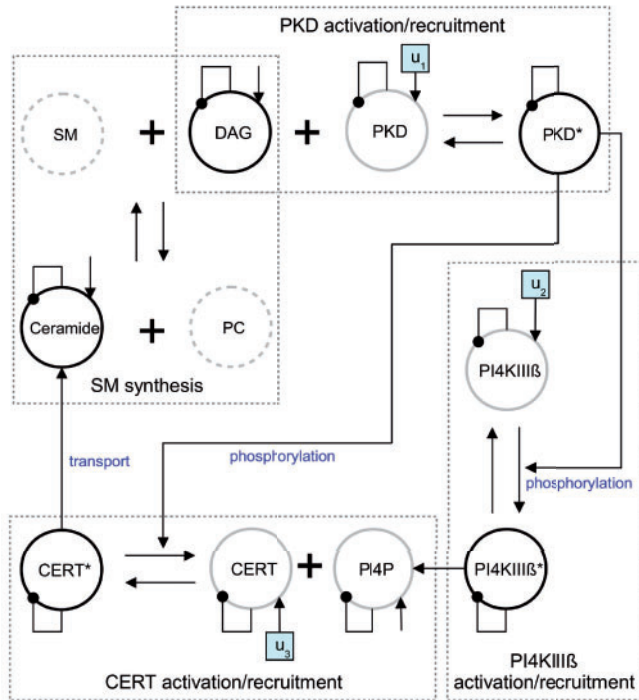 PKD activation/recruitment
u1
SM
+
DAG
+
PKD
PKD*
u2
Ceramide
+
PC
PI4KIIIß
SM synthesis
transport
phosphorylation
phosphorylation
CERT*
CERT
+
PI4P
PI4KIIIß*
u3
CERT activation/recruitment
PI4KIIIß
activation/recruitment